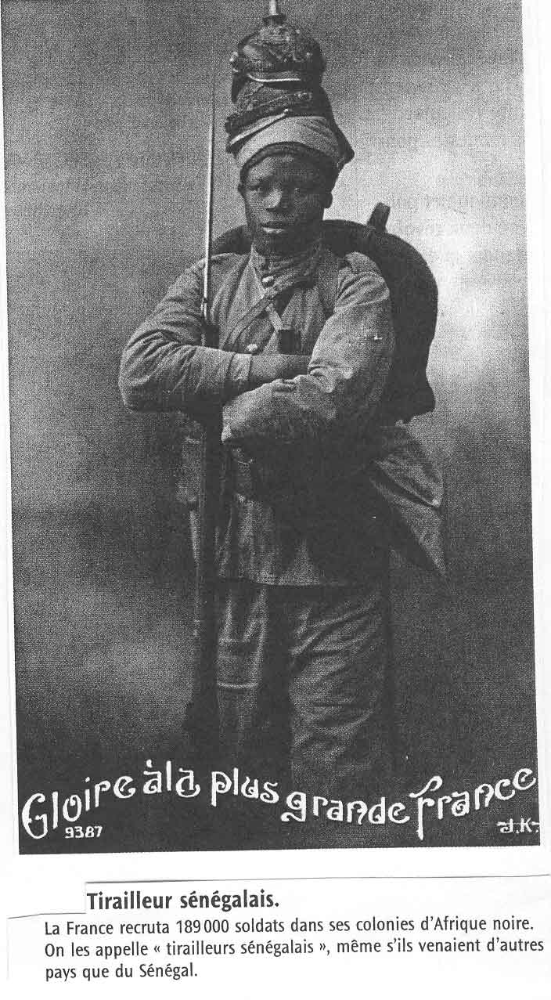 Gloire à la plus grande France
9387
J.K.
Tirailleur sénégalais.
La France recruta 189 000 soldats dans ses colonies d'Afrique noire.
On les appelle « tirailleurs sénégalais », même s'ils venaient d'autres
pays que du Sénégal.